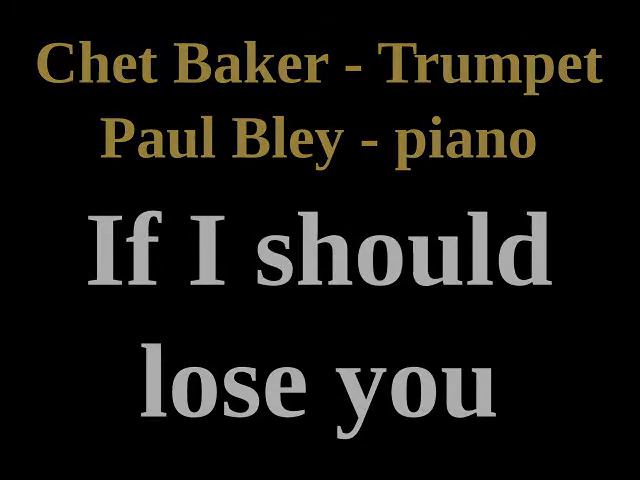 Chet Baker - Trumpet
Paul Bley - piano
If I should
lose you